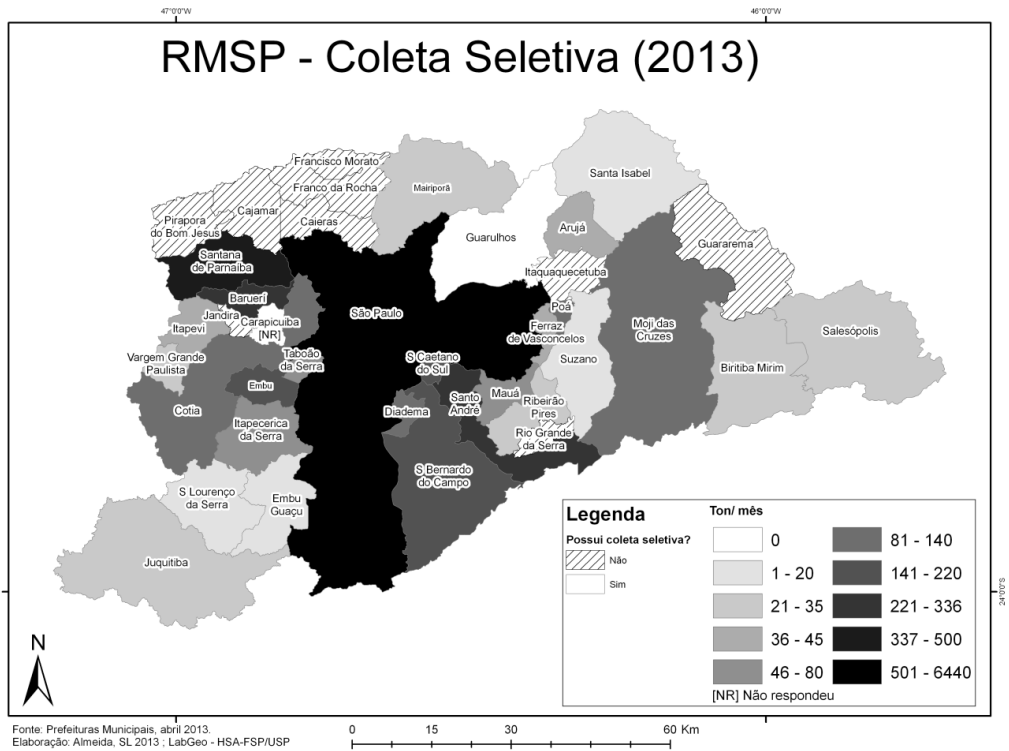 47°0'0"W
46°0'0"W
RMSP - Coleta Seletiva (2013)
Francisco Morato
Franco da Rocha
Mairiporã
Santa Isabel
Cajamar
Caieras
Pirapora
do Bom Jesus
Guarulhos
Arujá
Guararema
Santana
de Parnaíba
Itaquaquecetuba
Barueri
Jandira
Carapicuiba
[NR]
Itapevi
São Paulo
Poá
Ferraz
de Vasconcelos
Moji das
Cruzes
Salesópolis
Vargem Grande
Paulista
Taboão
da Serra
S Caetano
do Sul
Suzano
Biritiba Mirim
Embu
Cotia
Itapecerica
da Serra
Diadema
Santo
André
Mauá
Ribeirão
Pires
Rio Grande
da Serra
S Bernardo
do Campo
S Lourenço
da Serra
Embu
Guaçu
Juquitiba
Legenda
Possui coleta seletiva?
Não
Sim
Ton/ mês
0
1 - 20
21 - 35
36 - 45
46 - 80
81 - 140
141 - 220
221 - 336
337 - 500
501 - 6440
[NR] Não respondeu
24°0'0"S
N
Fonte: Prefeituras Municipais, abril 2013.
Elaboração: Almeida, SL 2013 ; LabGeo - HSA-FSP/USP
0 15 30 60 Km